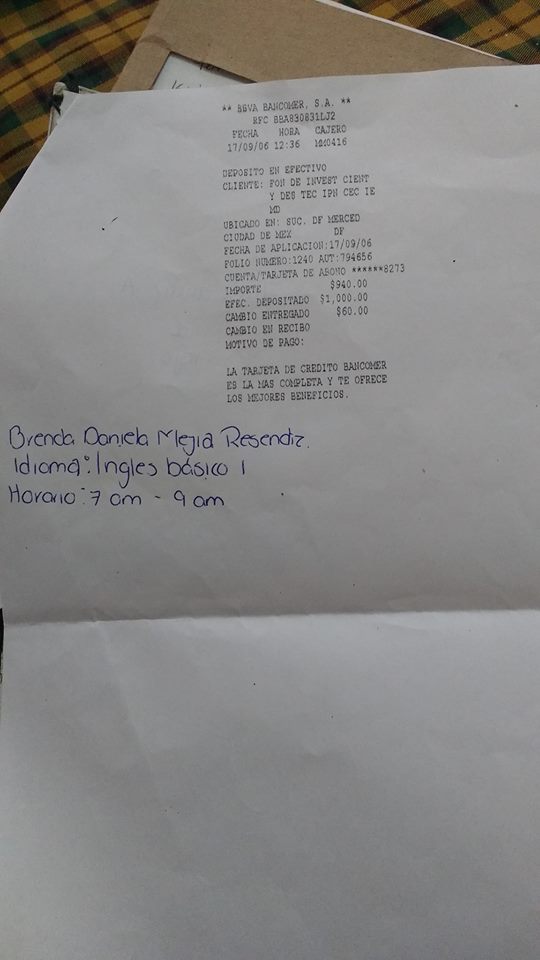 ** BBVA BANCOMER, S.A. **
RFC BBA830831LJ2
FECHA HORA CAJERO
17/09/06 12:36 MX0416
DEPOSITO EN EFECTIVO
CLIENTE: FON DE INVEST CIENT
Y DES TEC IPN CEC IE
MD
UBICADO EN: SUC. DF MERCED
CIUDAD DE MEX DF
FECHA DE APLICACION:17/09/06
FOLIO NUMERO:1240 AUT:794656
CUENTA/TARJETA DE ABONO ******8273
IMPORTE $940.00
EFEC. DEPOSITADO $1,000.00
CAMBIO ENTREGADO $60.00
CAMBIO EN RECIBO
MOTIVO DE PAGO:
LA TARJETA DE CREDITO BANCOMER
ES LA MAS COMPLETA Y TE OFRECE
LOS MEJORES BENEFICIOS.
Brenda Daniela Mejia Resendiz.
Idioma: Ingles básico 1
Horario: 7 am - 9 am